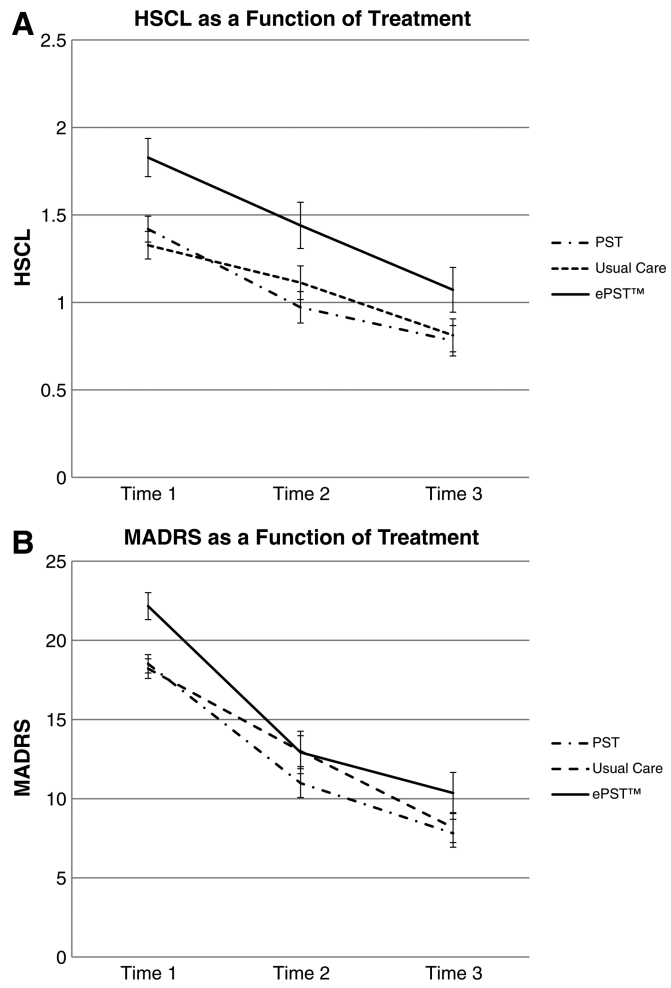 A
HSCL as a Function of Treatment
2.5
2
1.5
1
0.5
0
HSCL
Time 1 Time 2 Time 3
PST
Usual Care
ePST™
B
MADRS as a Function of Treatment
25
20
15
10
5
0
MADRS
Time 1 Time 2 Time 3
PST
Usual Care
ePST™